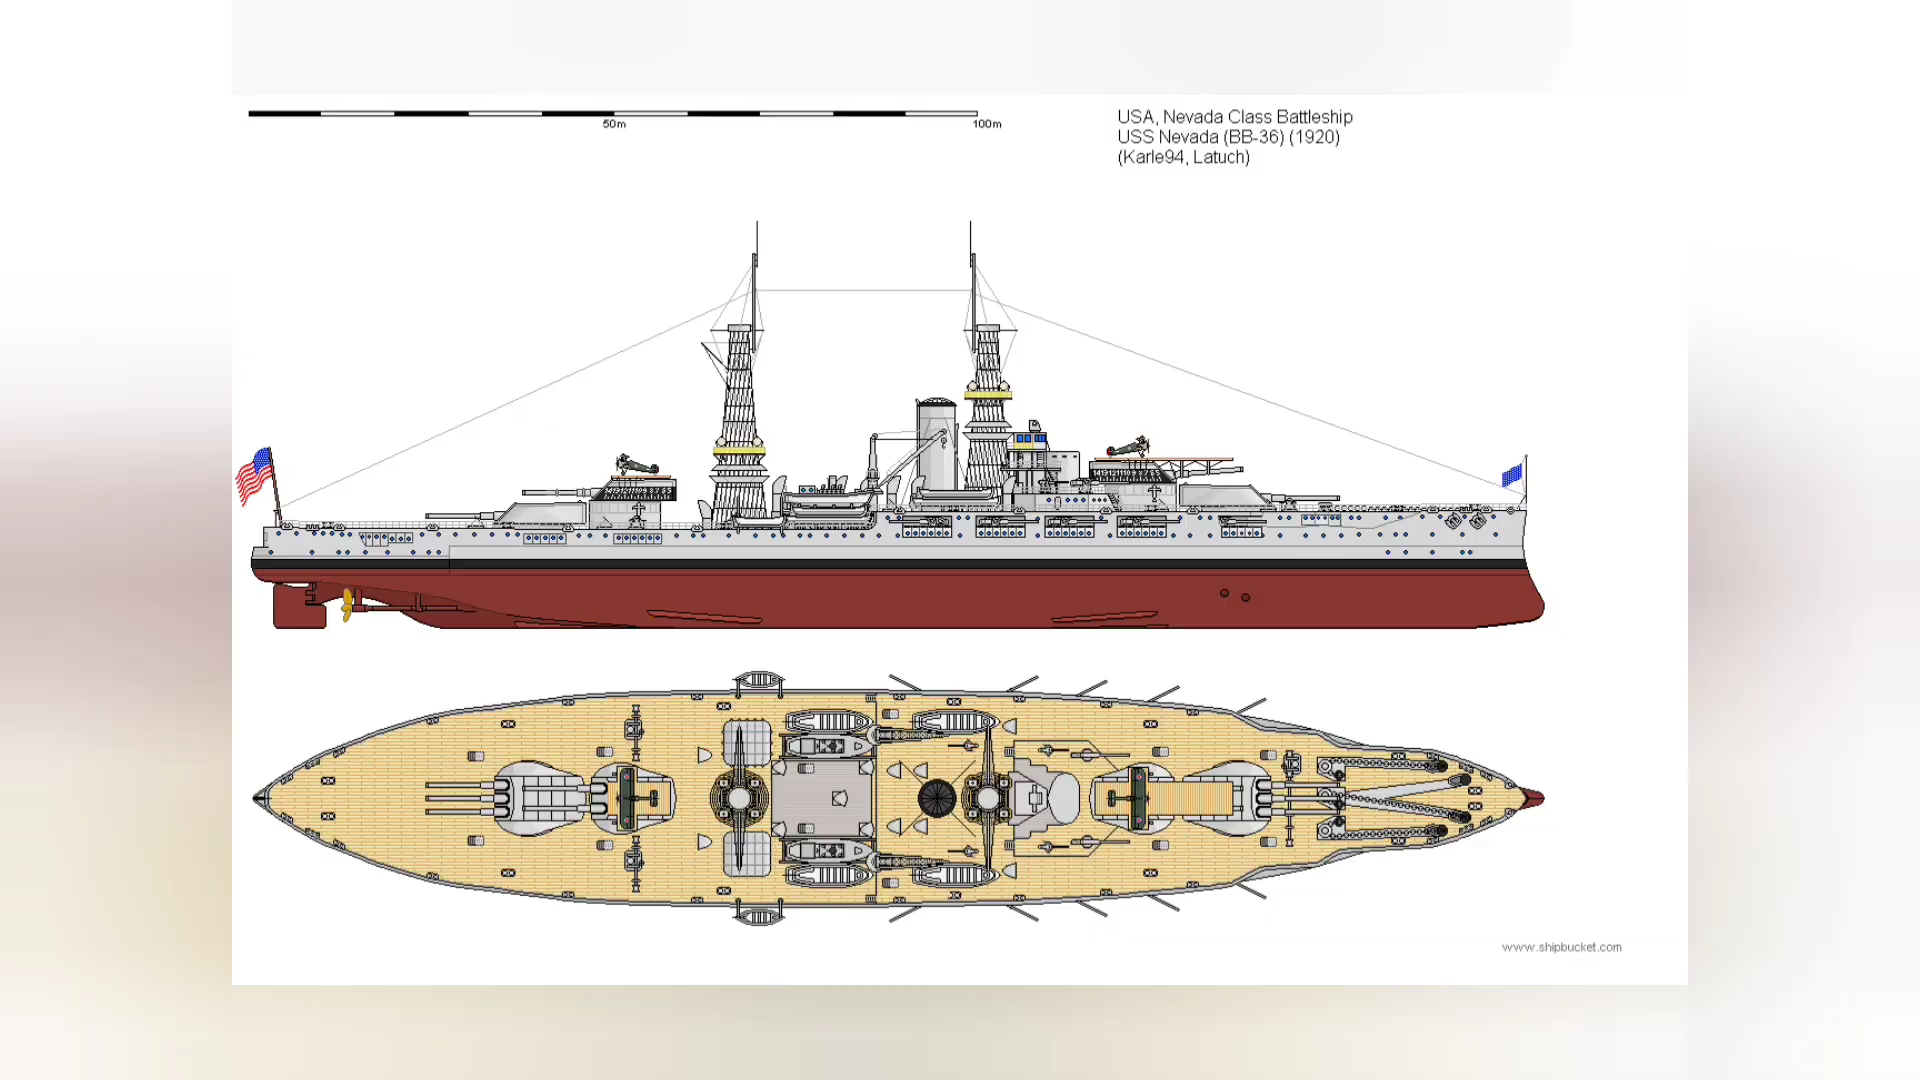 50m
100m
USA, Nevada Class Battleship
USS Nevada (BB-36) (1920)
(Karle94, Latuch)
www.shipbucket.com